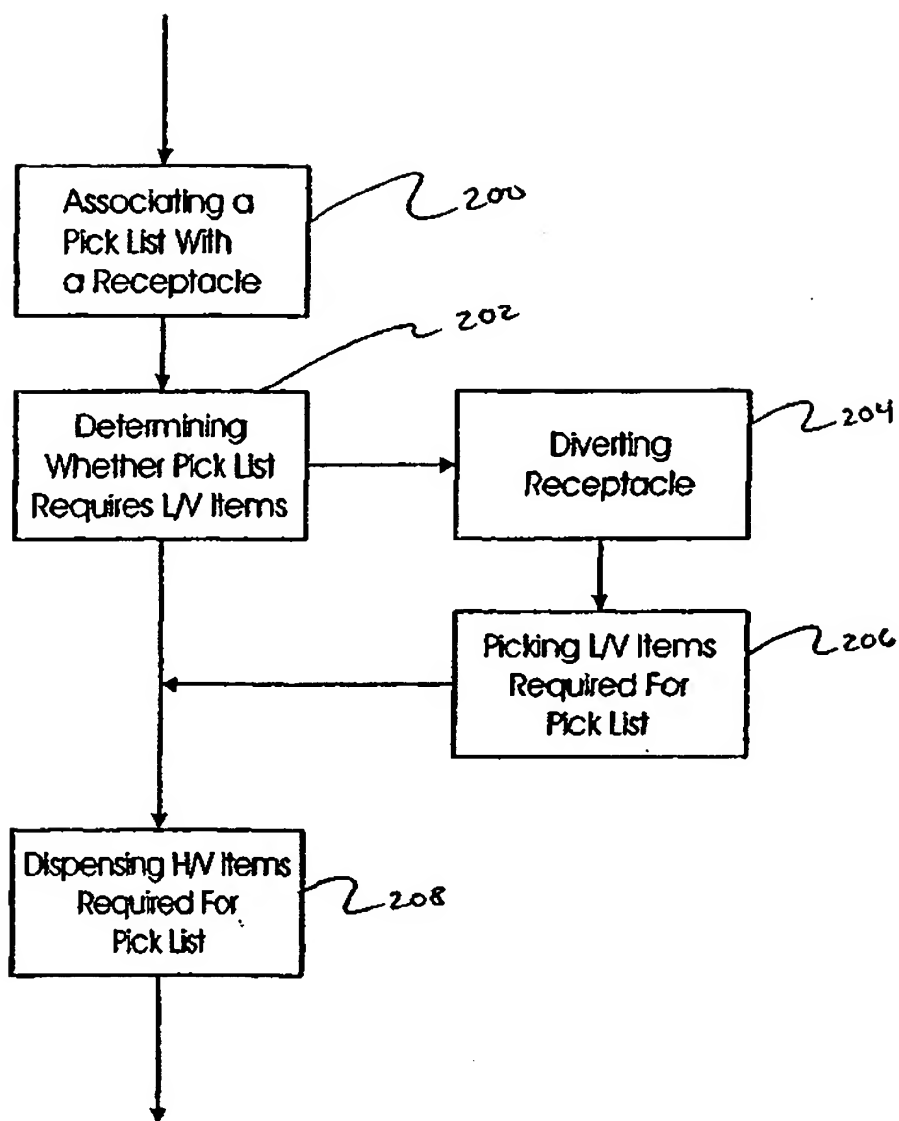 Associating a
Pick List With
a Receptacle
200
202
Determining
Whether Pick List
Requires L/V Items
Diverting
Receptacle
204
Picking L/V Items
Required For
Pick List
206
Dispensing H/V Items
Required For
Pick List
208